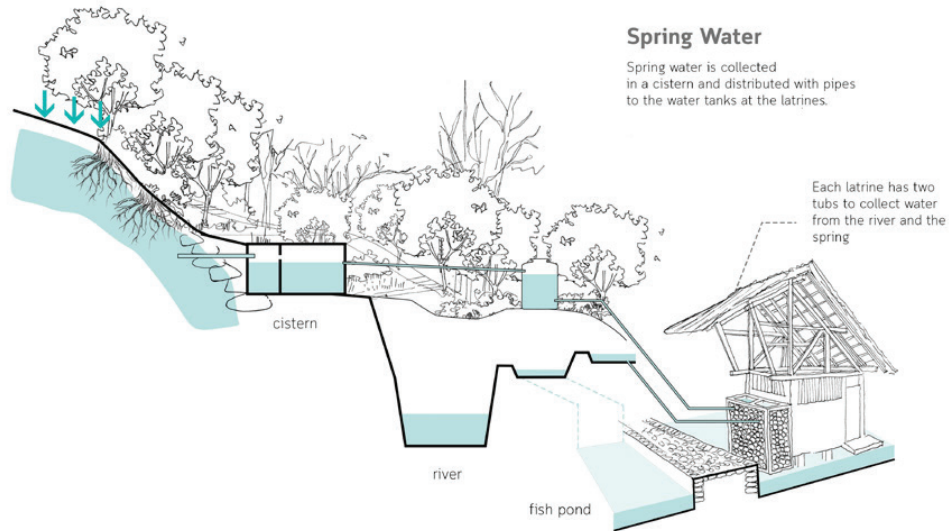 Spring Water
Spring water is collected
in a cistern and distributed with pipes
to the water tanks at the latrines.
Each latrine has two
tubs to collect water
from the river and the
spring
cistern
river
fish pond